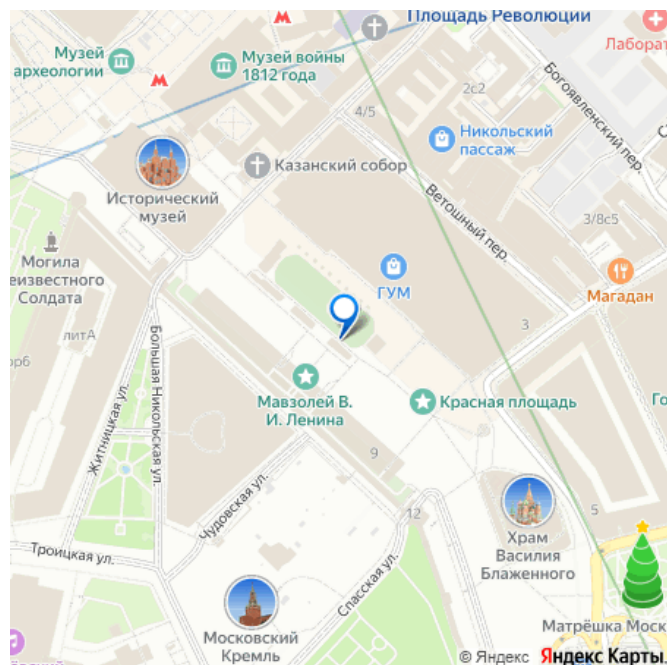 Площадь Революции
Лаборат
Музей
археологии
Музей войны
1812 года
2с2
Богоявленский пер.
4/5
Никольский
пассаж
Казанский собор
Исторический
музей
Ветошный пер.
3/8с5
Могила
еизвестного
Солдата
ГУМ
Магадан
литА
3
орб
Большая Никольская ул.
Житницкая ул.
Мавзолей В.
И. Ленина
Красная площадь
Го
9
Чудовская ул.
12
5
Храм
Василия
Блаженного
Троицкая ул.
Спасская ул.
Матрёшка Моск
Московский
Кремль
© Яндекс Яндекс Карты